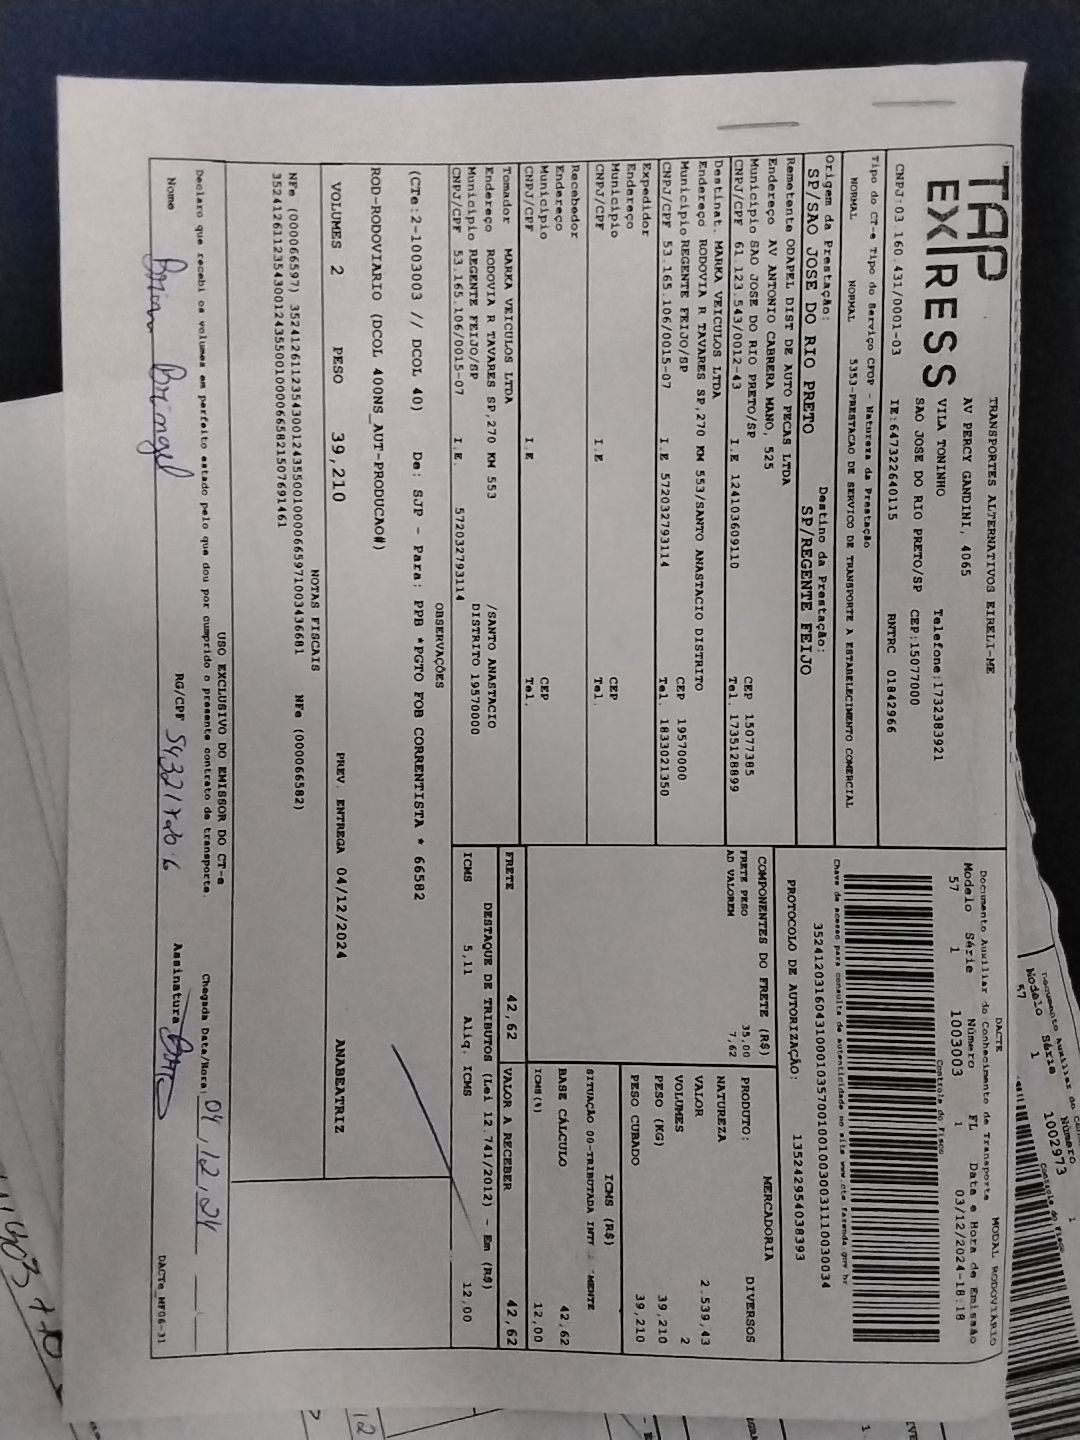 TAP
EXPRESS
TRANSPORTES ALTERNATIVOS EIRELI-ME
AV PERCY GANDINI, 4065
VILA TONINHO
SAO JOSE DO RIO PRETO/SP
Telefone:1732383921
CEP:15077000
CNPJ:03.160.431/0001-03
IE:647322640115
RNTRC 01842966
Tipo do CT-e Tipo do Serviço CFOP - Natureza da Prestação
NORMAL NORMAL 5353-PRESTACAO DE SERVICO DE TRANSPORTE A ESTABELECIMENTO COMERCIAL
Origem da Prestação: Destino da Prestação:
SP/SAO JOSE DO RIO PRETO SP/REGENTE FEIJO
Remetente ODAPEL DIST DE AUTO PECAS LTDA
Endereço AV ANTONIO CABRERA MANO, 525
Município SAO JOSE DO RIO PRETO/SP CEP 15077385
CNPJ/CPF 61.123.543/0012-43 I.E 124103609110 Tel. 1735128899
Destinat. MARKA VEICULOS LTDA
Endereço RODOVIA R TAVARES SP,270 KM 553/SANTO ANASTACIO DISTRITO
Município REGENTE FEIJO/SP CEP 19570000
CNPJ/CPF 53.165.106/0015-07 I.E 572032793114 Tel. 1833021350
Expedidor
Endereço
Município CEP
CNPJ/CPF I.E Tel.
Recebedor
Endereço
Município CEP
CNPJ/CPF I.E Tel.
Tomador MARKA VEICULOS LTDA
Endereço RODOVIA R TAVARES SP,270 KM 553 /SANTO ANASTACIO
Município REGENTE FEIJO/SP DISTRITO 19570000
CNPJ/CPF 53.165.106/0015-07 I.E. 572032793114
DACTE MODAL RODOVIÁRIO
Documento Auxiliar do Conhecimento de Transporte
Modelo Série Número FL Data e Hora de Emissão
57 1 1003003 1 03/12/2024-18:18
Controle do Fisco
Chave de acesso para consulta de autenticidade no site www.cte.fazenda.gov.br
PROTOCOLO DE AUTORIZAÇÃO: 135242954038393
COMPONENTES DO FRETE (R$)
FRETE PESO 35,00
AD VALOREM 7,62
MERCADORIA
PRODUTO: DIVERSOS
NATUREZA
VALOR 2.539,43
VOLUMES 2
PESO (KG) 39,210
PESO CUBADO 39,210
ICMS (R$)
BASE CÁLCULO 42,62
ICMS(%) 12,00
FRETE 42,62 VALOR A RECEBER 42,62
DESTAQUE DE TRIBUTOS (Lei 12.741/2012) - Em (R$)
ICMS 5,11 Aliq. ICMS 12,00
OBSERVAÇÕES
(CTe:2-1003003 // DCOL 40) De: SJP - Para: PPB *PGTO FOB CORRENTISTA * 66582
ROD-RODOVIARIO (DCOL 400NS_AUT-PRODUCAO#)
VOLUMES 2 PESO 39,210 PREV. ENTREGA 04/12/2024 ANABEATRIZ
NOTAS FISCAIS
NFe (000066597) NFe (000066582)
USO EXCLUSIVO DO EMISSOR DO CT-e
Declaro que recebi os volumes em perfeito estado pelo que dou por cumprido o presente contrato de transporte.
Chegada Data/Hora: 04,12,24
Nome RG/CPF Assinatura
DACTe_MF06-31
Documento Auxiliar do
Modelo Série Número
57 1 1002973
Controle do Fisco